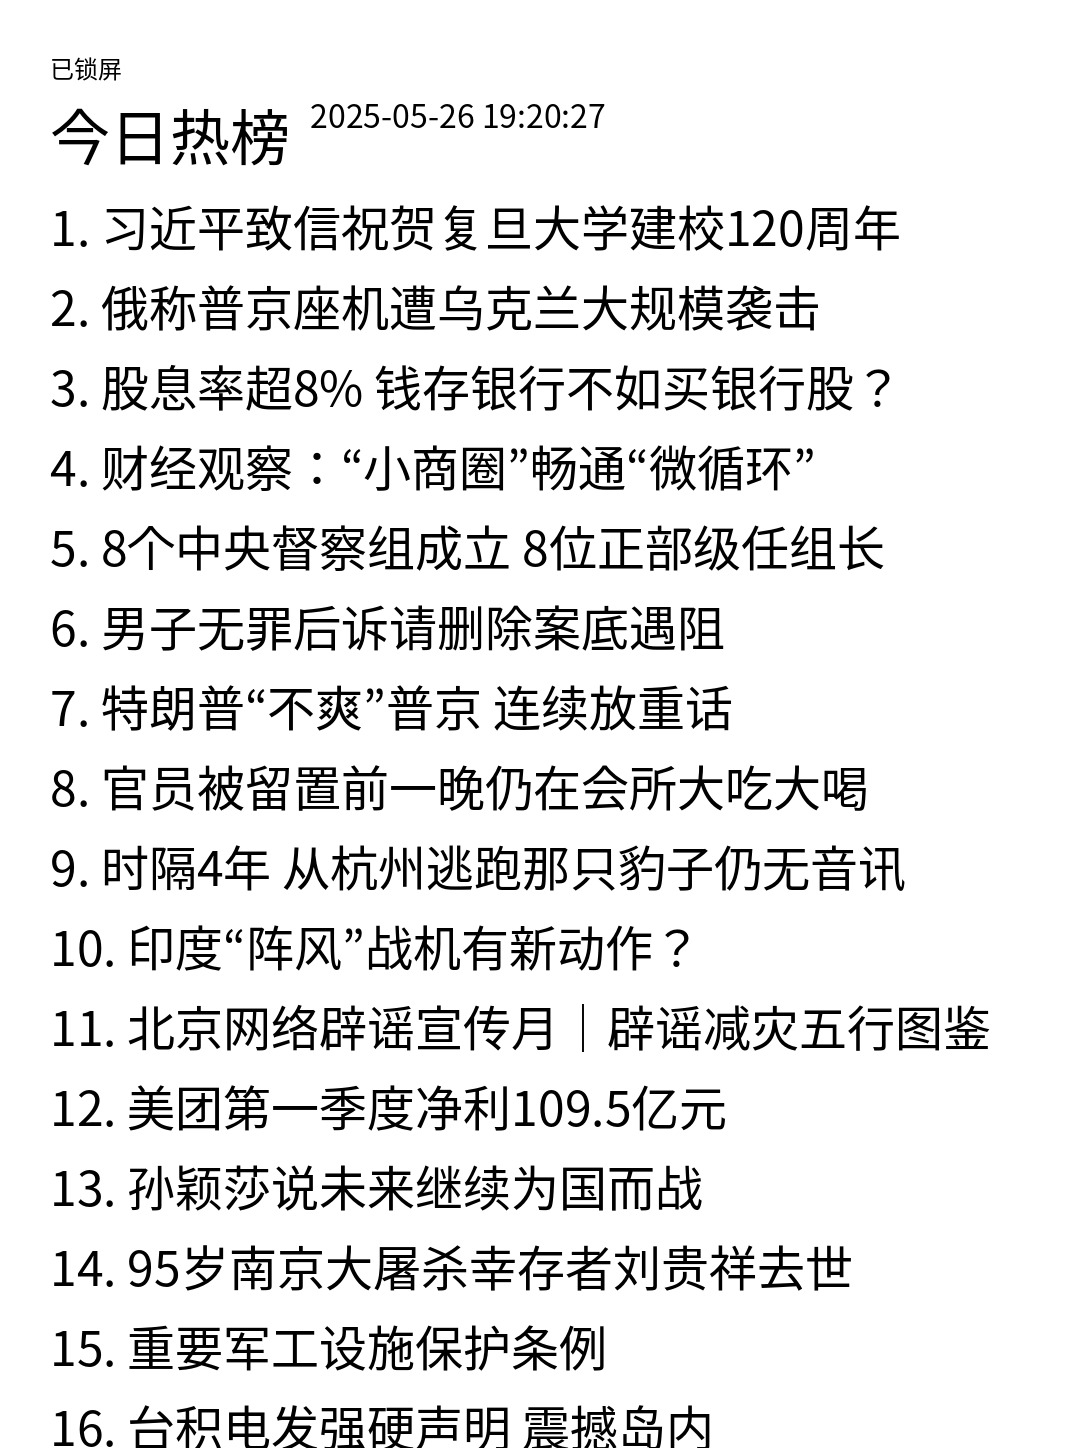 已锁屏
今日热榜 2025-05-26 19:20:27
1. 习近平致信祝贺复旦大学建校120周年
2. 俄称普京座机遭乌克兰大规模袭击
3. 股息率超8% 钱存银行不如买银行股？
4. 财经观察：“小商圈”畅通“微循环”
5. 8个中央督察组成立 8位正部级任组长
6. 男子无罪后诉请删除案底遇阻
7. 特朗普“不爽”普京 连续放重话
8. 官员被留置前一晚仍在会所大吃大喝
9. 时隔4年 从杭州逃跑那只豹子仍无音讯
10. 印度“阵风”战机有新动作？
11. 北京网络辟谣宣传月｜辟谣减灾五行图鉴
12. 美团第一季度净利109.5亿元
13. 孙颖莎说未来继续为国而战
14. 95岁南京大屠杀幸存者刘贵祥去世
15. 重要军工设施保护条例
16. 台积电发强硬声明 震撼岛内